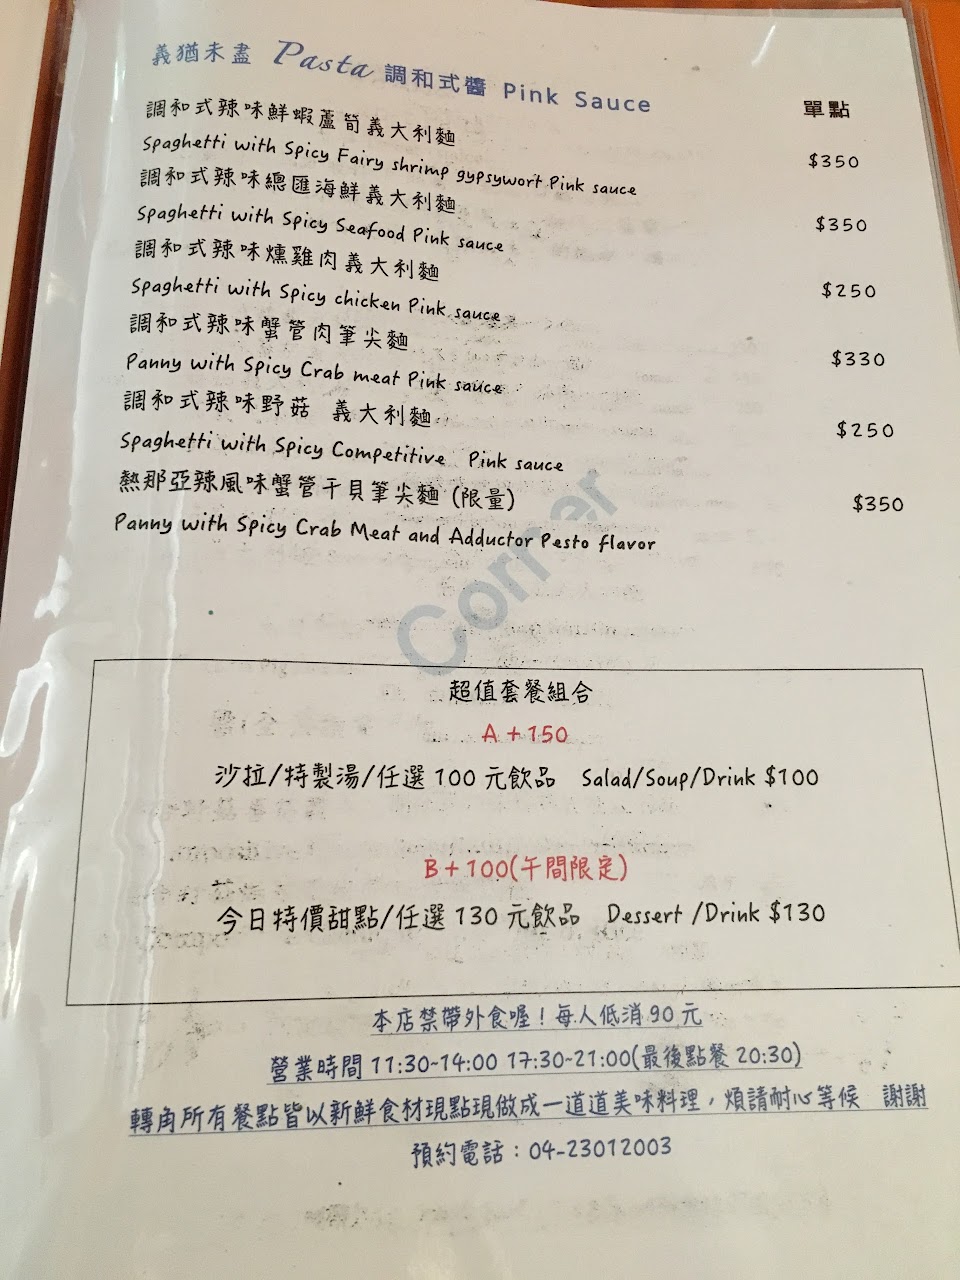 義猶未盡 Pasta 調和式醬 Pink Sauce 單點
調和式辣味鮮蝦蘆筍義大利麵 $350
Spaghetti with Spicy Fairy shrimp gypsywort Pink sauce
調和式辣味總匯海鮮義大利麵 $350
Spaghetti with Spicy Seafood Pink sauce
調和式辣味燻雞肉義大利麵 $250
Spaghetti with Spicy chicken Pink sauce
調和式辣味蟹管肉筆尖麵 $330
Panny with Spicy Crab meat Pink sauce
調和式辣味野菇 義大利麵 $250
Spaghetti with Spicy Competitive Pink sauce
熱那亞辣風味蟹管干貝筆尖麵 (限量) $350
Panny with Spicy Crab Meat and Adductor Pesto flavor
Corner
超值套餐組合
A+150
沙拉/特製湯/任選 100 元飲品 Salad/Soup/Drink $100
B+100(午間限定)
今日特價甜點/任選 130 元飲品 Dessert /Drink $130
本店禁帶外食喔！每人低消 90 元
營業時間 11:30~14:00 17:30~21:00(最後點餐 20:30)
轉角所有餐點皆以新鮮食材現點現做成一道道美味料理，煩請耐心等候 謝謝
預約電話：04-23012003